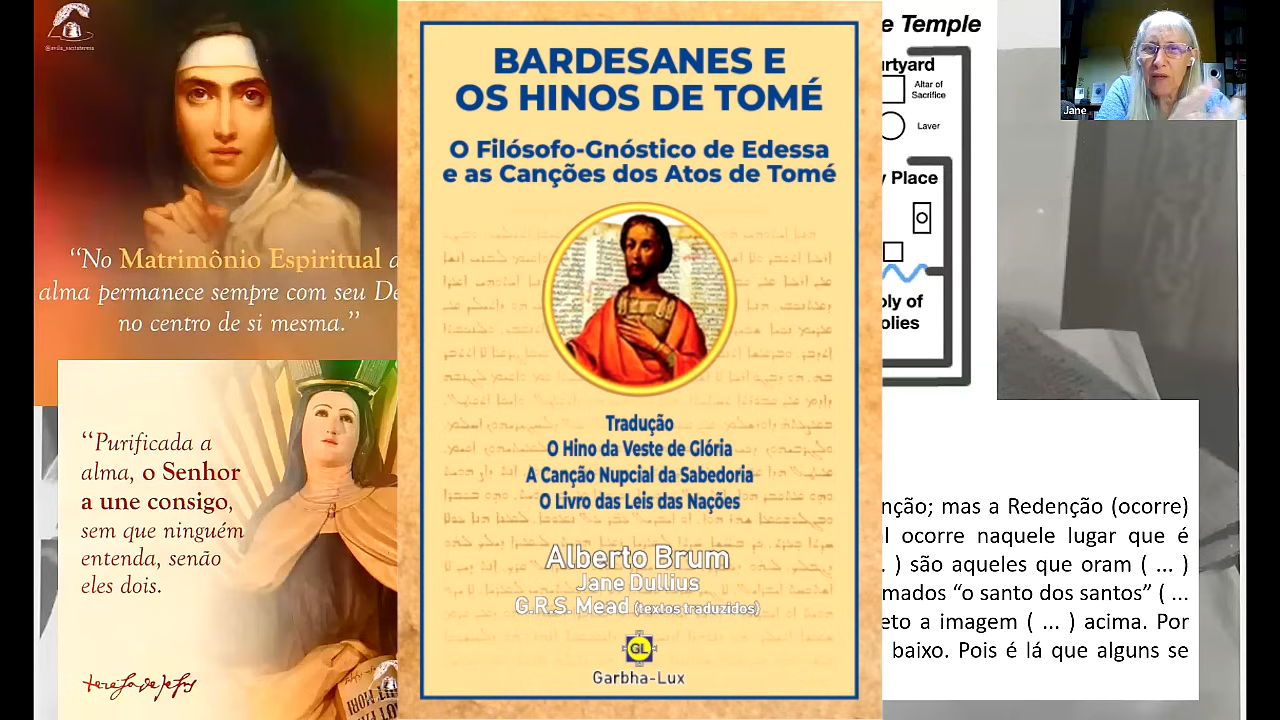 @avila_santateresa
“No Matrimônio Espiritual a
alma permanece sempre com seu De
no centro de si mesma.”
“Purificada a
alma, o Senhor
a une consigo,
sem que ninguém
entenda, senão
eles dois.
BARDESANES E
OS HINOS DE TOMÉ
O Filósofo-Gnóstico de Edessa
e as Canções dos Atos de Tomé
Tradução
O Hino da Veste de Glória
A Canção Nupcial da Sabedoria
O Livro das Leis das Nações
Alberto Brum
Jane Dullius
G.R.S. Mead (textos traduzidos)
GL
Garbha-Lux
e Temple
urtyard
Altar of
Sacrifice
Laver
y Place
oly of
olies
Jane
nção; mas a Redenção (ocorre)
l ocorre naquele lugar que é
. ) são aqueles que oram ( ... )
mados “o santo dos santos” ( ...
eto a imagem ( ... ) acima. Por
baixo. Pois é lá que alguns se